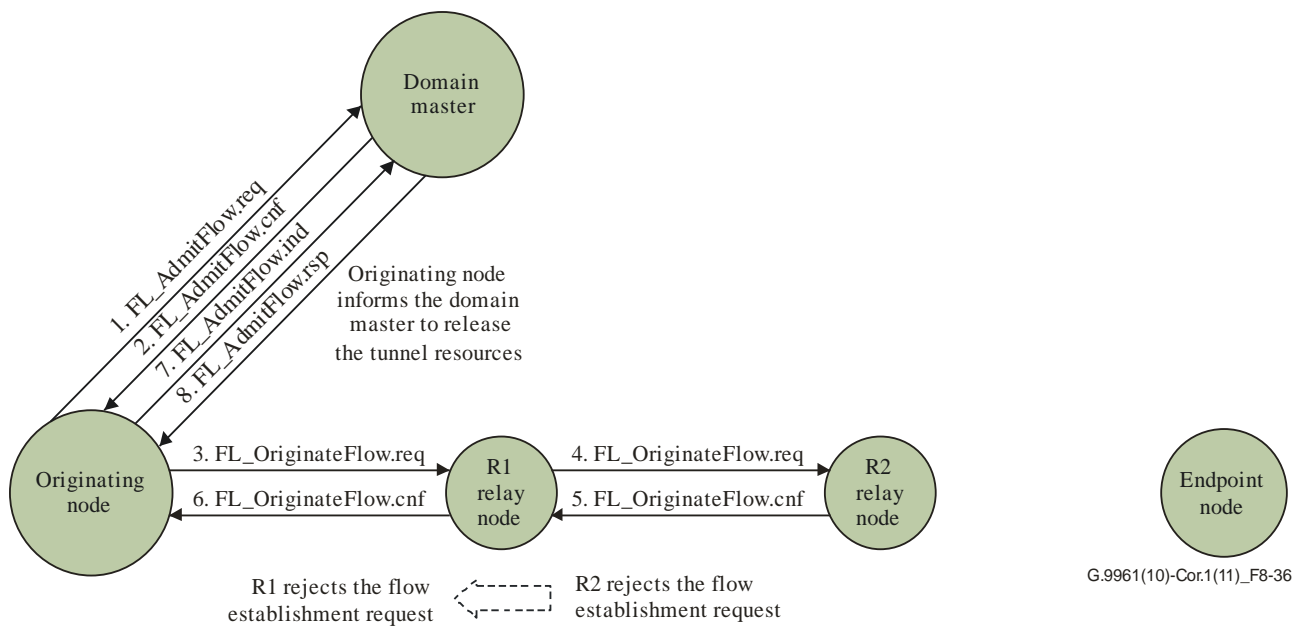 Domain
master
1. FL_AdmitFlow.req
2. FL_AdmitFlow.cnf
7. FL_AdmitFlow.ind
8. FL_AdmitFlow.rsp
Originating node
informs the domain
master to release
the tunnel resources
Originating
node
3. FL_OriginateFlow.req
6. FL_OriginateFlow.cnf
R1
relay
node
4. FL_OriginateFlow.req
5. FL_OriginateFlow.cnf
R2
relay
node
Endpoint
node
G.9961(10)-Cor.1(11)_F8-36
R1 rejects the flow
establishment request
R2 rejects the flow
establishment request